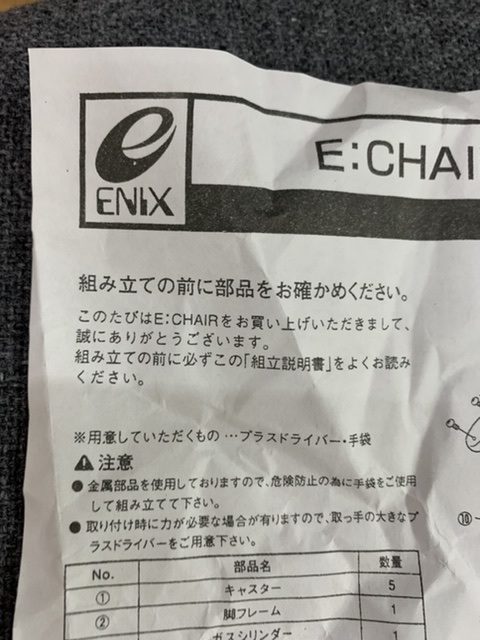 ENIX
E:CHAI
組み立ての前に部品をお確かめください。
このたびはE:CHAIRをお買い上げいただきまして、
誠にありがとうございます。
組み立ての前に必ずこの「組立説明書」をよくお読み
ください。
※用意していただくもの…プラスドライバー・手袋
注意
● 金属部品を使用しておりますので、危険防止の為に手袋をご使用
して組み立てて下さい。
● 取り付け時に力が必要な場合が有りますので、取っ手の大きなプ
ラスドライバーをご用意下さい。
⑩
No. 部品名 数量
① キャスター 5
② 脚フレーム 1
ガスシリンダー 1